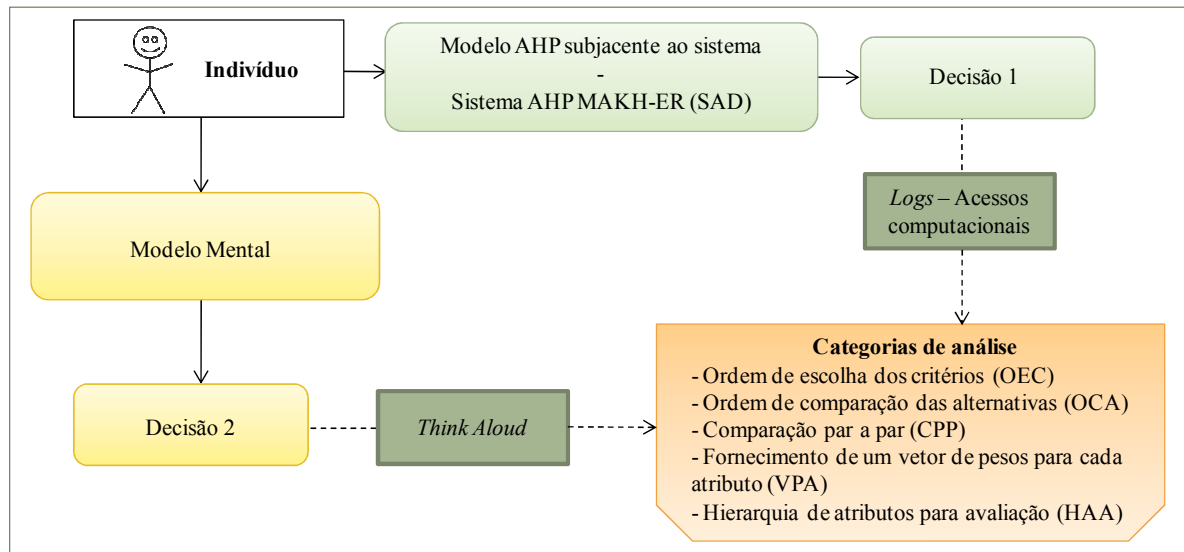 Indivíduo
Modelo AHP subjacente ao sistema
-
Sistema AHP MAKH-ER (SAD)
Decisão 1
Logs – Acessos
computacionais
Modelo Mental
Categorias de análise
- Ordem de escolha dos critérios (OEC)
- Ordem de comparação das alternativas (OCA)
- Comparação par a par (CPP)
- Fornecimento de um vetor de pesos para cada
atributo (VPA)
- Hierarquia de atributos para avaliação (HAA)
Decisão 2
Think Aloud